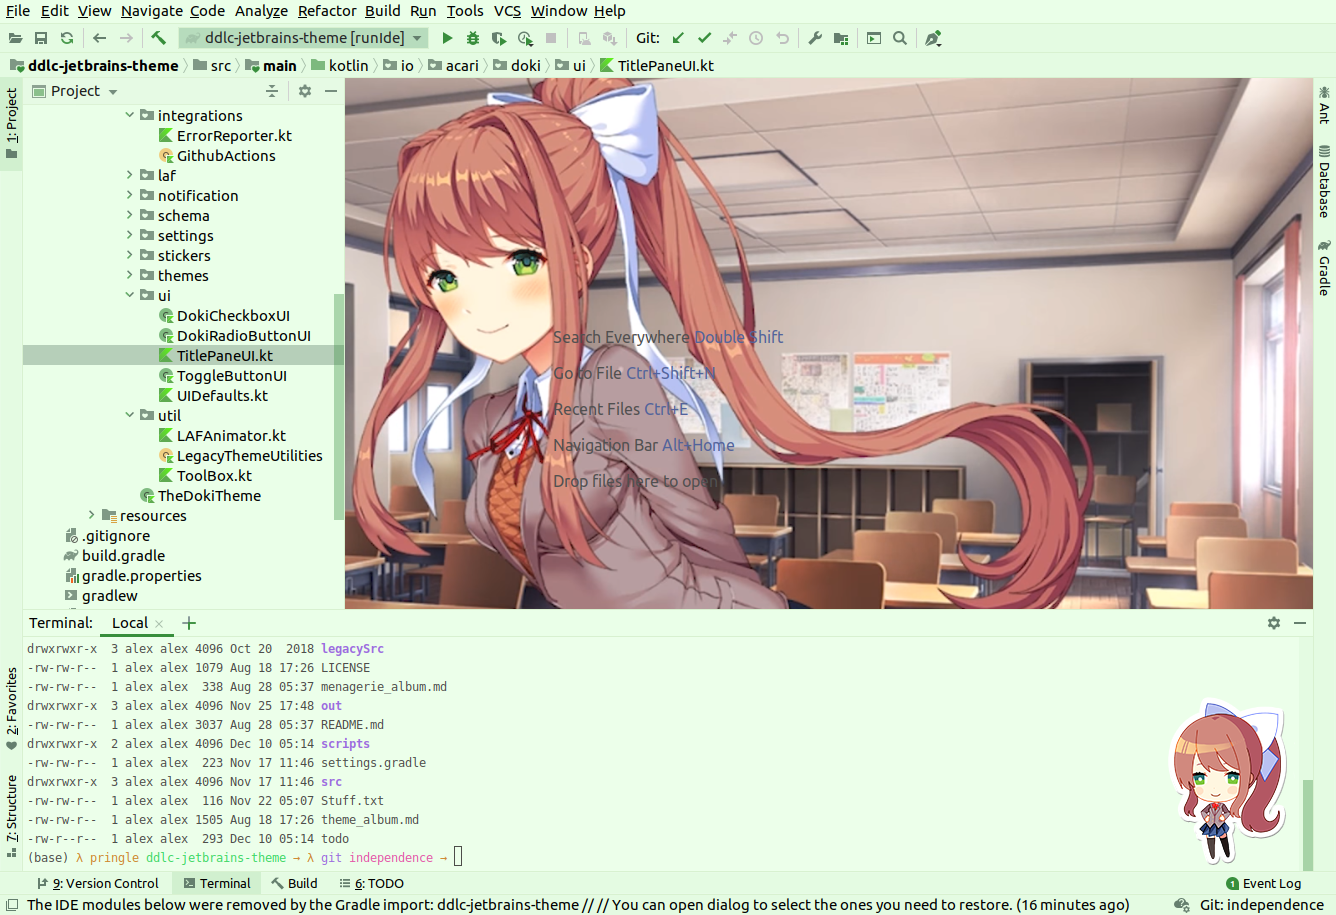 File Edit View Navigate Code Analyze Refactor Build Run Tools VCS Window Help
ddlc-jetbrains-theme [runIde] Git:
ddlc-jetbrains-theme src main kotlin io acari doki ui TitlePaneUI.kt
1: Project
Project
integrations
ErrorReporter.kt
GithubActions
laf
notification
schema
settings
stickers
themes
ui
DokiCheckboxUI
DokiRadioButtonUI
TitlePaneUI.kt
ToggleButtonUI
UIDefaults.kt
util
LAFAnimator.kt
LegacyThemeUtilities
ToolBox.kt
TheDokiTheme
resources
.gitignore
build.gradle
gradle.properties
gradlew
Search Everywhere Double Shift
Go to File Ctrl+Shift+N
Recent Files Ctrl+E
Navigation Bar Alt+Home
Drop files here to open
Ant
Database
Gradle
2: Favorites
7: Structure
Terminal: Local
drwxrwxr-x 3 alex alex 4096 Oct 20 2018 legacySrc
-rw-rw-r-- 1 alex alex 1079 Aug 18 17:26 LICENSE
-rw-rw-r-- 1 alex alex 338 Aug 28 05:37 menagerie_album.md
drwxrwxr-x 3 alex alex 4096 Nov 25 17:48 out
-rw-rw-r-- 1 alex alex 3037 Aug 28 05:37 README.md
drwxrwxr-x 2 alex alex 4096 Dec 10 05:14 scripts
-rw-rw-r-- 1 alex alex 223 Nov 17 11:46 settings.gradle
drwxrwxr-x 3 alex alex 4096 Nov 17 11:46 src
-rw-rw-r-- 1 alex alex 116 Nov 22 05:07 Stuff.txt
-rw-rw-r-- 1 alex alex 1505 Aug 18 17:26 theme_album.md
-rw-r--r-- 1 alex alex 293 Dec 10 05:14 todo
(base) λ pringle ddlc-jetbrains-theme → λ git independence →
9: Version Control Terminal Build 6: TODO 1 Event Log
The IDE modules below were removed by the Gradle import: ddlc-jetbrains-theme // // You can open dialog to select the ones you need to restore. (16 minutes ago) Git: independence